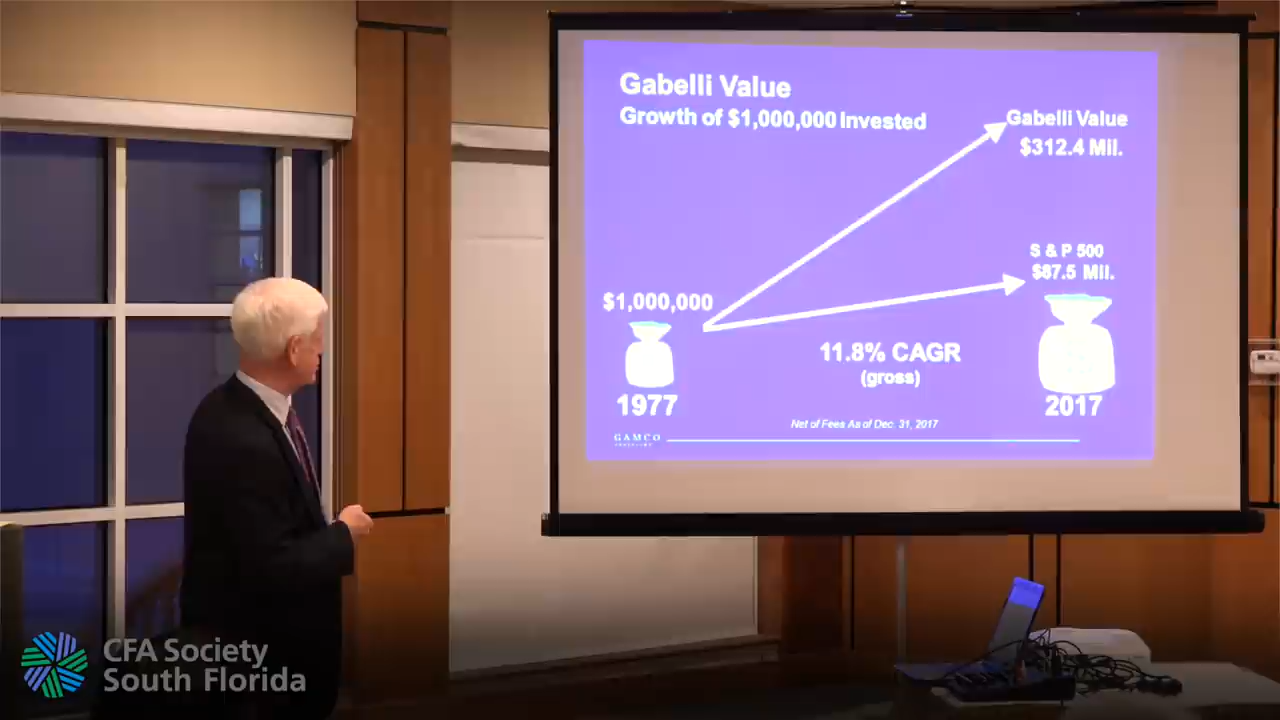 Gabelli Value
Growth of $1,000,000 Invested
Gabelli Value
$312.4 Mil.
S & P 500
$87.5 Mil.
$1,000,000
11.8% CAGR
(gross)
1977
2017
Net of Fees As of Dec. 31, 2017
GAMCO
CFA Society
South Florida